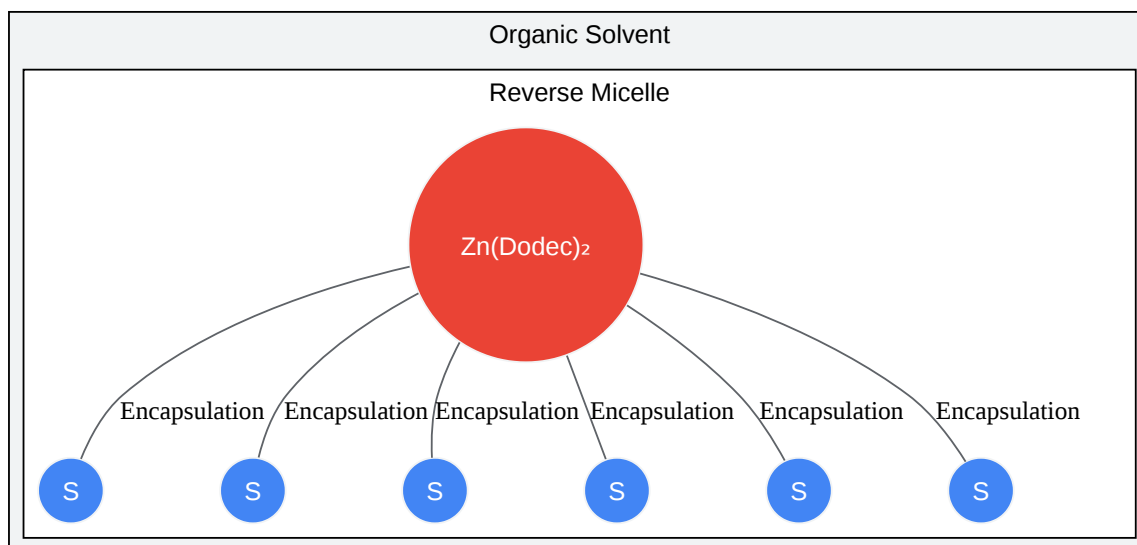 Organic Solvent
Reverse Micelle
Zn(Dodec)₂
Encapsulation Encapsulation Encapsulation Encapsulation Encapsulation Encapsulation
S S S S S S